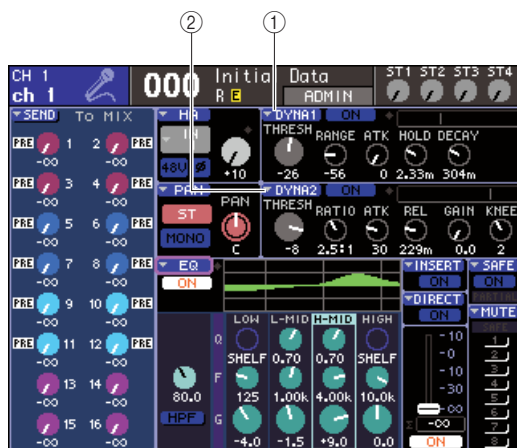 ② ①
CH 1
ch 1
000 Initia Data
R E ADMIN
ST1 ST2 ST3 ST4
SEND To MIX
PRE 1 2 PRE
-∞ -∞
PRE 3 4 PRE
-∞ -∞
PRE 5 6 PRE
-∞ -∞
PRE 7 8 PRE
-∞ -∞
PRE 9 10 PRE
-∞ -∞
PRE 11 12 PRE
-∞ -∞
13 14
-∞ -∞
15 16
-∞ -∞
HA
IN
48V Ø
+10
PAN
PAN
ST
MONO
C
DYNA1 ON
THRESH RANGE ATK HOLD DECAY
-26 -56 0 2.33m 304m
DYNA2 ON
THRESH RATIO ATK REL GAIN KNEE
-8 2.5:1 30 229m 0.0 2
EQ
ON
LOW L-MID H-MID HIGH
Q
SHELF 0.70 0.70 SHELF
F
80.0 125 1.00k 4.00k 10.0k
HPF G
-4.0 -1.5 +9.0 0.0
INSERT
ON
DIRECT
ON
-10
-0
-10
-30
-∞
-∞
ON
SAFE
ON
PARTIAL
MUTE
SAFE
1
2
3
4
5
6
7
8